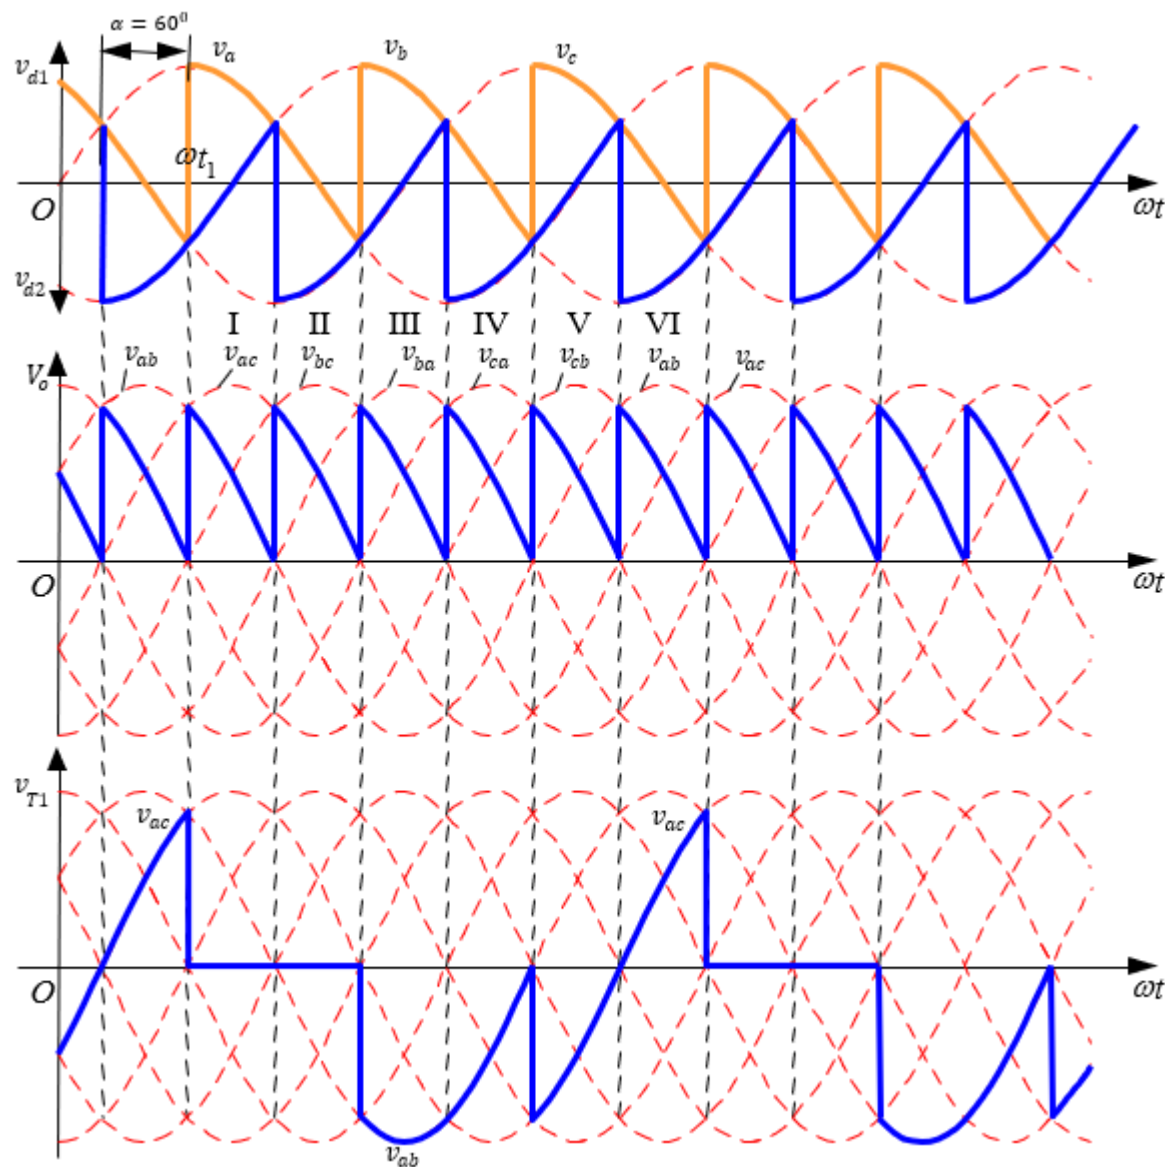 α = 60⁰
v_d1 v_a v_b v_c
ωt₁
O ωt
v_d2
I II III IV V VI
V_o v_ab v_ac v_bc v_ba v_ca v_cb v_ab v_ac
O ωt
v_T1
v_ac v_ac
O ωt
v_ab